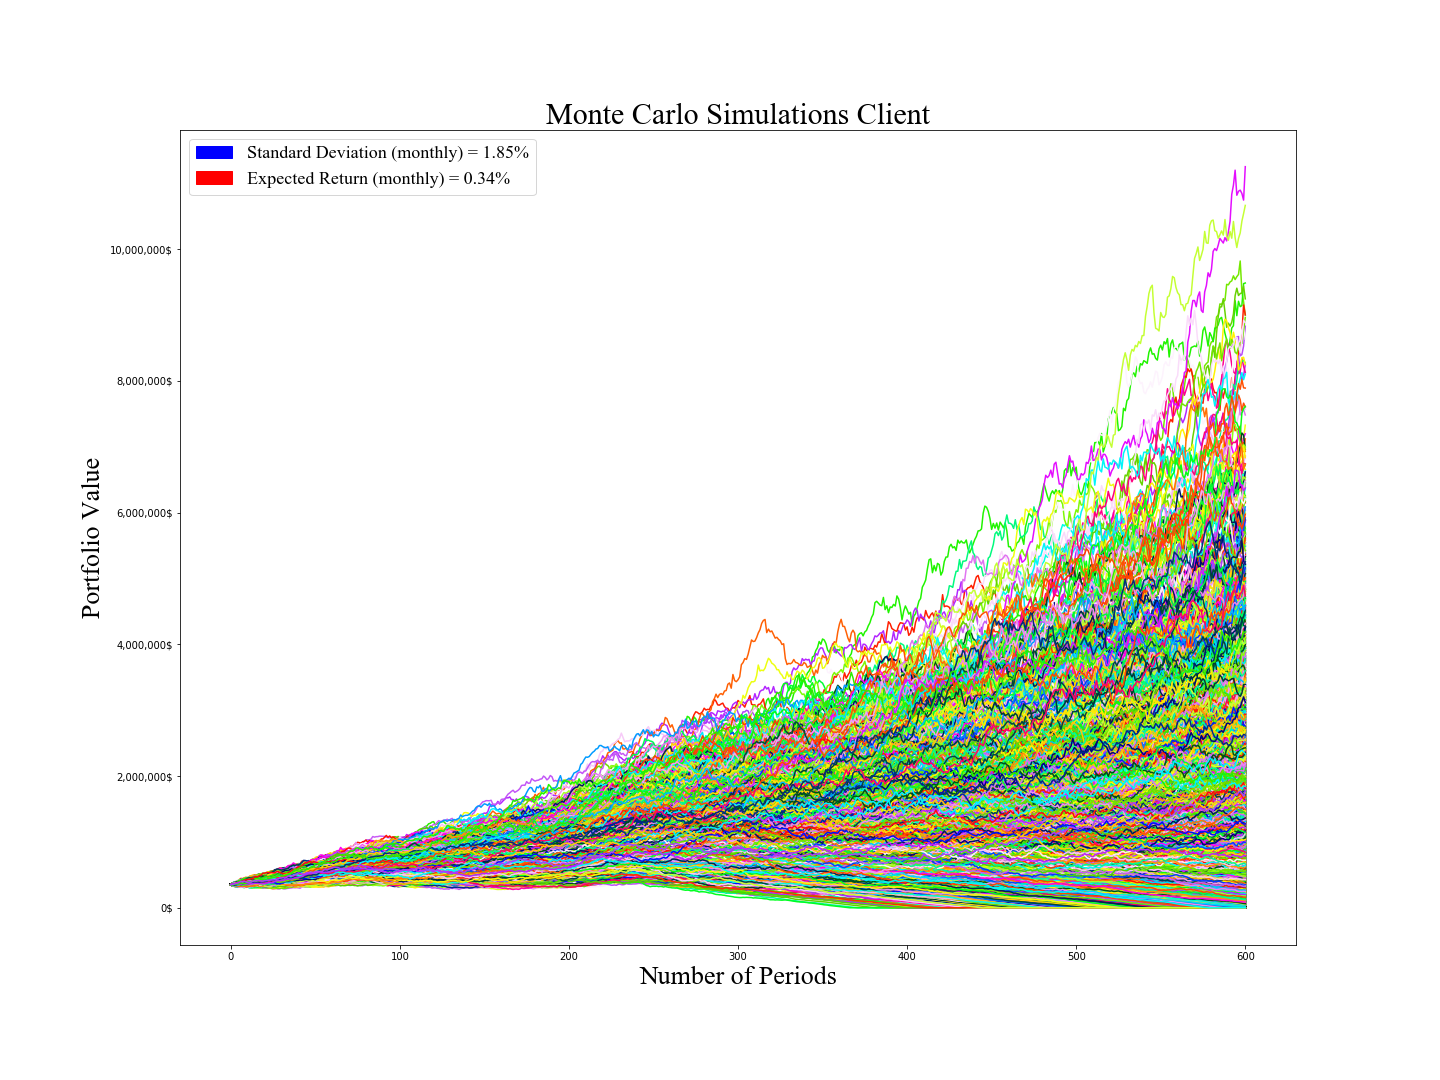 Monte Carlo Simulations Client
Standard Deviation (monthly) = 1.85%
Expected Return (monthly) = 0.34%
10,000,000$
8,000,000$
6,000,000$
4,000,000$
2,000,000$
0$
Portfolio Value
0 100 200 300 400 500 600
Number of Periods